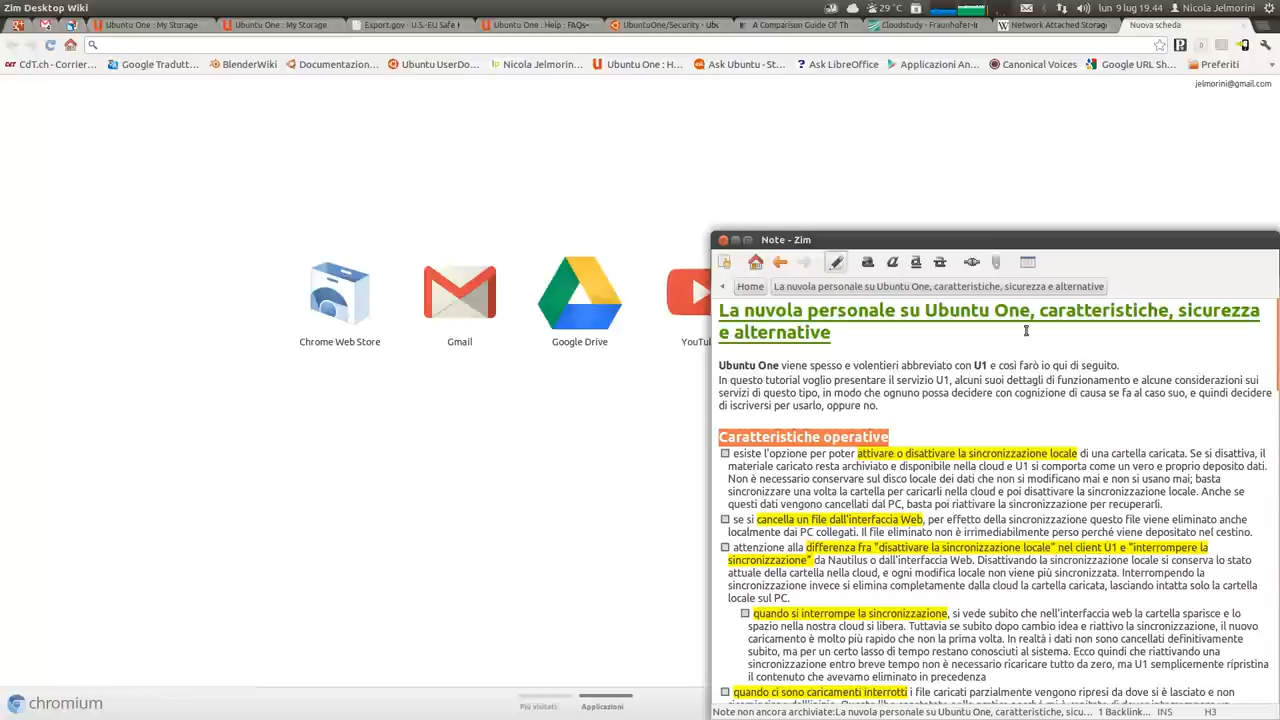 Zim Desktop Wiki
29 °C
lun 9 lug 19.44
Nicola Jelmorini
Ubuntu One : My Storage
Ubuntu One : My Storage
Export.gov - U.S.-EU Safe
Ubuntu One : Help : FAQs
UbuntuOne/Security - Ubu
A Comparison Guide Of Th
Cloudstudy - Fraunhofer-In
Network Attached Storage
Nuova scheda
CdT.ch - Corrier...
Google Tradutt...
BlenderWiki
Documentazion...
Ubuntu UserDo...
Nicola Jelmorin...
Ubuntu One : H...
Ask Ubuntu - St...
Ask LibreOffice
Applicazioni An...
Canonical Voices
Google URL Sh...
Preferiti
jelmorini@gmail.com
Chrome Web Store
Gmail
Google Drive
YouTu
Note - Zim
Home
La nuvola personale su Ubuntu One, caratteristiche, sicurezza e alternative
La nuvola personale su Ubuntu One, caratteristiche, sicurezza
e alternative
Ubuntu One viene spesso e volentieri abbreviato con U1 e così farò io qui di seguito.
In questo tutorial voglio presentare il servizio U1, alcuni suoi dettagli di funzionamento e alcune considerazioni sui
servizi di questo tipo, in modo che ognuno possa decidere con cognizione di causa se fa al caso suo, e quindi decidere
di iscriversi per usarlo, oppure no.
Caratteristiche operative
esiste l'opzione per poter attivare o disattivare la sincronizzazione locale di una cartella caricata. Se si disattiva, il
materiale caricato resta archiviato e disponibile nella cloud e U1 si comporta come un vero e proprio deposito dati.
Non è necessario conservare sul disco locale dei dati che non si modificano mai e non si usano mai; basta
sincronizzare una volta la cartella per caricarli nella cloud e poi disattivare la sincronizzazione locale. Anche se
questi dati vengono cancellati dal PC, basta poi riattivare la sincronizzazione per recuperarli.
se si cancella un file dall'interfaccia Web, per effetto della sincronizzazione questo file viene eliminato anche
localmente dai PC collegati. Il file eliminato non è irrimediabilmente perso perché viene depositato nel cestino.
attenzione alla differenza fra "disattivare la sincronizzazione locale" nel client U1 e "interrompere la
sincronizzazione" da Nautilus o dall'interfaccia Web. Disattivando la sincronizzazione locale si conserva lo stato
attuale della cartella nella cloud, e ogni modifica locale non viene più sincronizzata. Interrompendo la
sincronizzazione invece si elimina completamente dalla cloud la cartella caricata, lasciando intatta solo la cartella
locale sul PC.
quando si interrompe la sincronizzazione, si vede subito che nell'interfaccia web la cartella sparisce e lo
spazio nella nostra cloud si libera. Tuttavia se subito dopo cambio idea e riattivo la sincronizzazione, il nuovo
caricamento è molto più rapido che non la prima volta. In realtà i dati non sono cancellati definitivamente
subito, ma per un certo lasso di tempo restano conosciuti al sistema. Ecco quindi che riattivando una
sincronizzazione entro breve tempo non è necessario ricaricare tutto da zero, ma U1 semplicemente ripristina
il contenuto che avevamo eliminato in precedenza
quando ci sono caricamenti interrotti i file caricati parzialmente vengono ripresi da dove si è lasciato e non
chromium
Più visitati
Applicazioni
Note non ancora archiviate:La nuvola personale su Ubuntu One, caratteristiche, sicu...
1 Backlink...
INS
H3